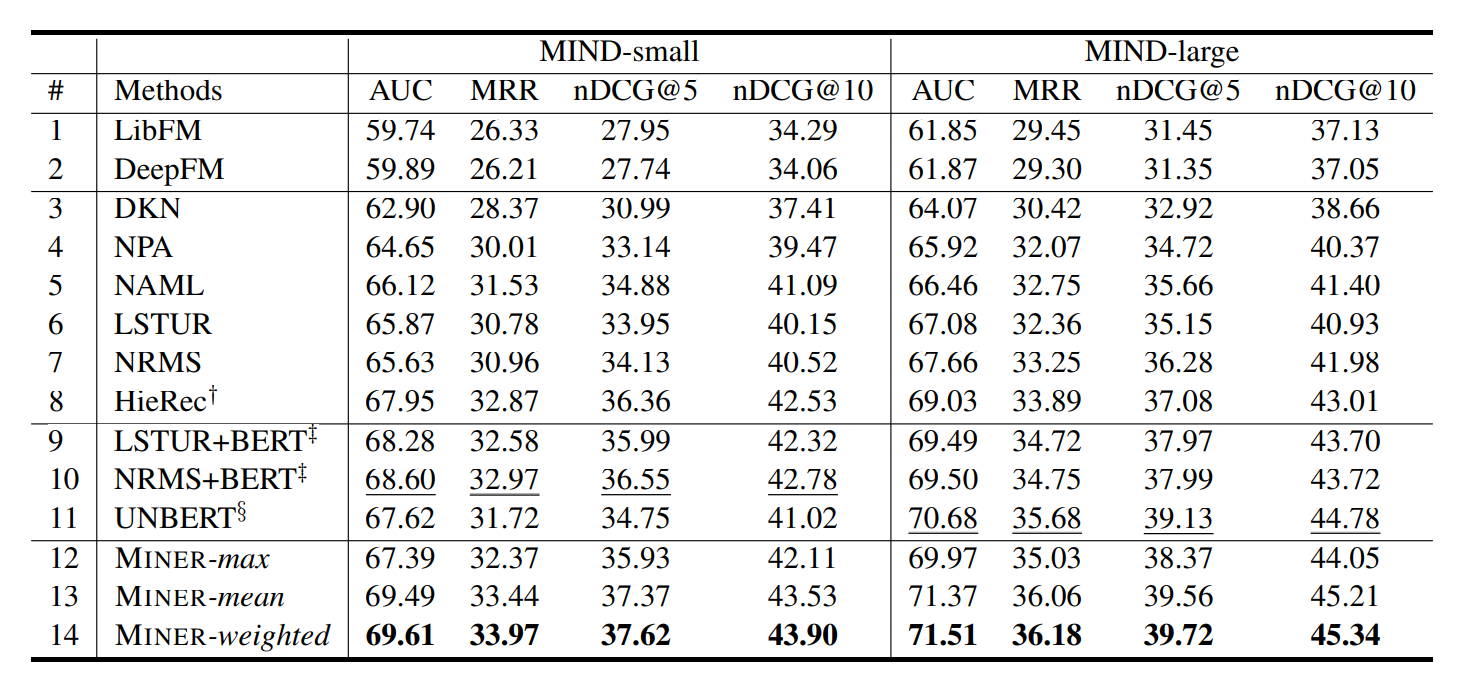 MIND-small MIND-large
# Methods AUC MRR nDCG@5 nDCG@10 AUC MRR nDCG@5 nDCG@10
1 LibFM 59.74 26.33 27.95 34.29 61.85 29.45 31.45 37.13
2 DeepFM 59.89 26.21 27.74 34.06 61.87 29.30 31.35 37.05
3 DKN 62.90 28.37 30.99 37.41 64.07 30.42 32.92 38.66
4 NPA 64.65 30.01 33.14 39.47 65.92 32.07 34.72 40.37
5 NAML 66.12 31.53 34.88 41.09 66.46 32.75 35.66 41.40
6 LSTUR 65.87 30.78 33.95 40.15 67.08 32.36 35.15 40.93
7 NRMS 65.63 30.96 34.13 40.52 67.66 33.25 36.28 41.98
8 HieRec† 67.95 32.87 36.36 42.53 69.03 33.89 37.08 43.01
9 LSTUR+BERT‡ 68.28 32.58 35.99 42.32 69.49 34.72 37.97 43.70
10 NRMS+BERT‡ 68.60 32.97 36.55 42.78 69.50 34.75 37.99 43.72
11 UNBERT§ 67.62 31.72 34.75 41.02 70.68 35.68 39.13 44.78
12 MINER-max 67.39 32.37 35.93 42.11 69.97 35.03 38.37 44.05
13 MINER-mean 69.49 33.44 37.37 43.53 71.37 36.06 39.56 45.21
14 MINER-weighted 69.61 33.97 37.62 43.90 71.51 36.18 39.72 45.34